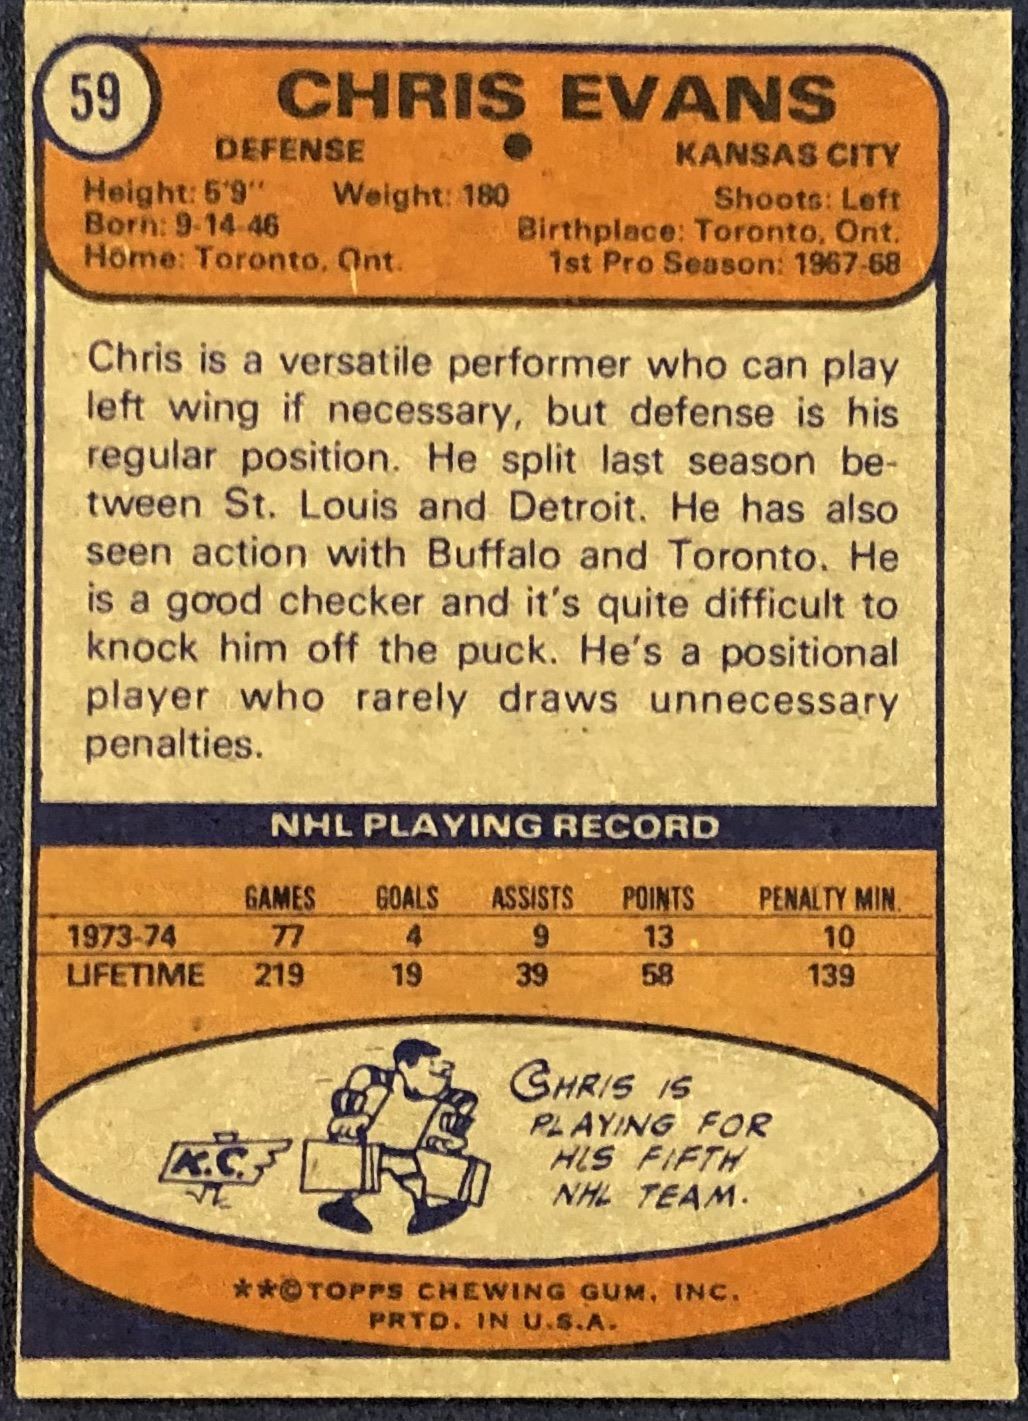 59
CHRIS EVANS
DEFENSE • KANSAS CITY
Height: 5'9" Weight: 180 Shoots: Left
Born: 9-14-46 Birthplace: Toronto, Ont.
Home: Toronto, Ont. 1st Pro Season: 1967-68
Chris is a versatile performer who can play
left wing if necessary, but defense is his
regular position. He split last season be-
tween St. Louis and Detroit. He has also
seen action with Buffalo and Toronto. He
is a good checker and it's quite difficult to
knock him off the puck. He's a positional
player who rarely draws unnecessary
penalties.
NHL PLAYING RECORD
GAMES GOALS ASSISTS POINTS PENALTY MIN.
1973-74 77 4 9 13 10
LIFETIME 219 19 39 58 139
K.C.
CHRIS IS
PLAYING FOR
HIS FIFTH
NHL TEAM.
**©TOPPS CHEWING GUM, INC.
PRTD. IN U.S.A.